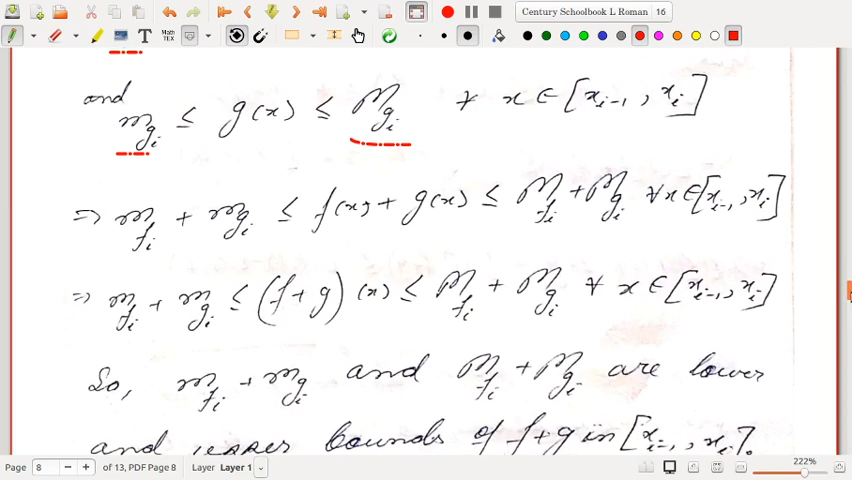 Century Schoolbook L Roman 16
Math TEX
and m_{g_i} ≤ g(x) ≤ M_{g_i} ∀ x ∈ [x_{i-1}, x_i]
⇒ m_{f_i} + m_{g_i} ≤ f(x) + g(x) ≤ M_{f_i} + M_{g_i} ∀ x ∈ [x_{i-1}, x_i]
⇒ m_{f_i} + m_{g_i} ≤ (f+g)(x) ≤ M_{f_i} + M_{g_i} ∀ x ∈ [x_{i-1}, x_i]
So, m_{f_i} + m_{g_i} and M_{f_i} + M_{g_i} are lower
and upper bounds of f+g in [x_{i-1}, x_i].
Page 8 of 13, PDF Page 8 Layer Layer 1 222%